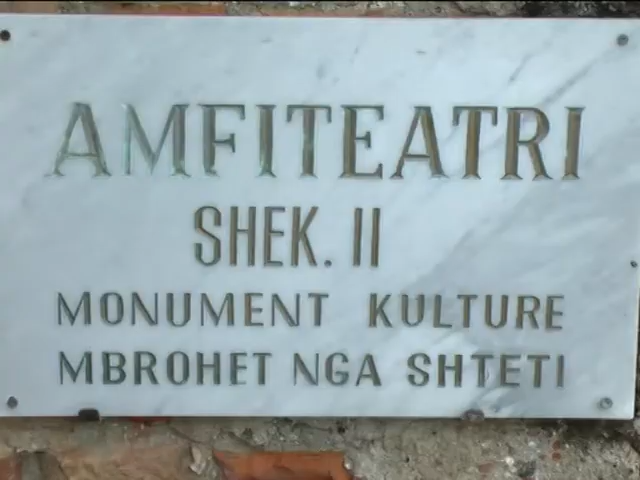 AMFITEATRI
SHEK. II
MONUMENT KULTURE
MBROHET NGA SHTETI